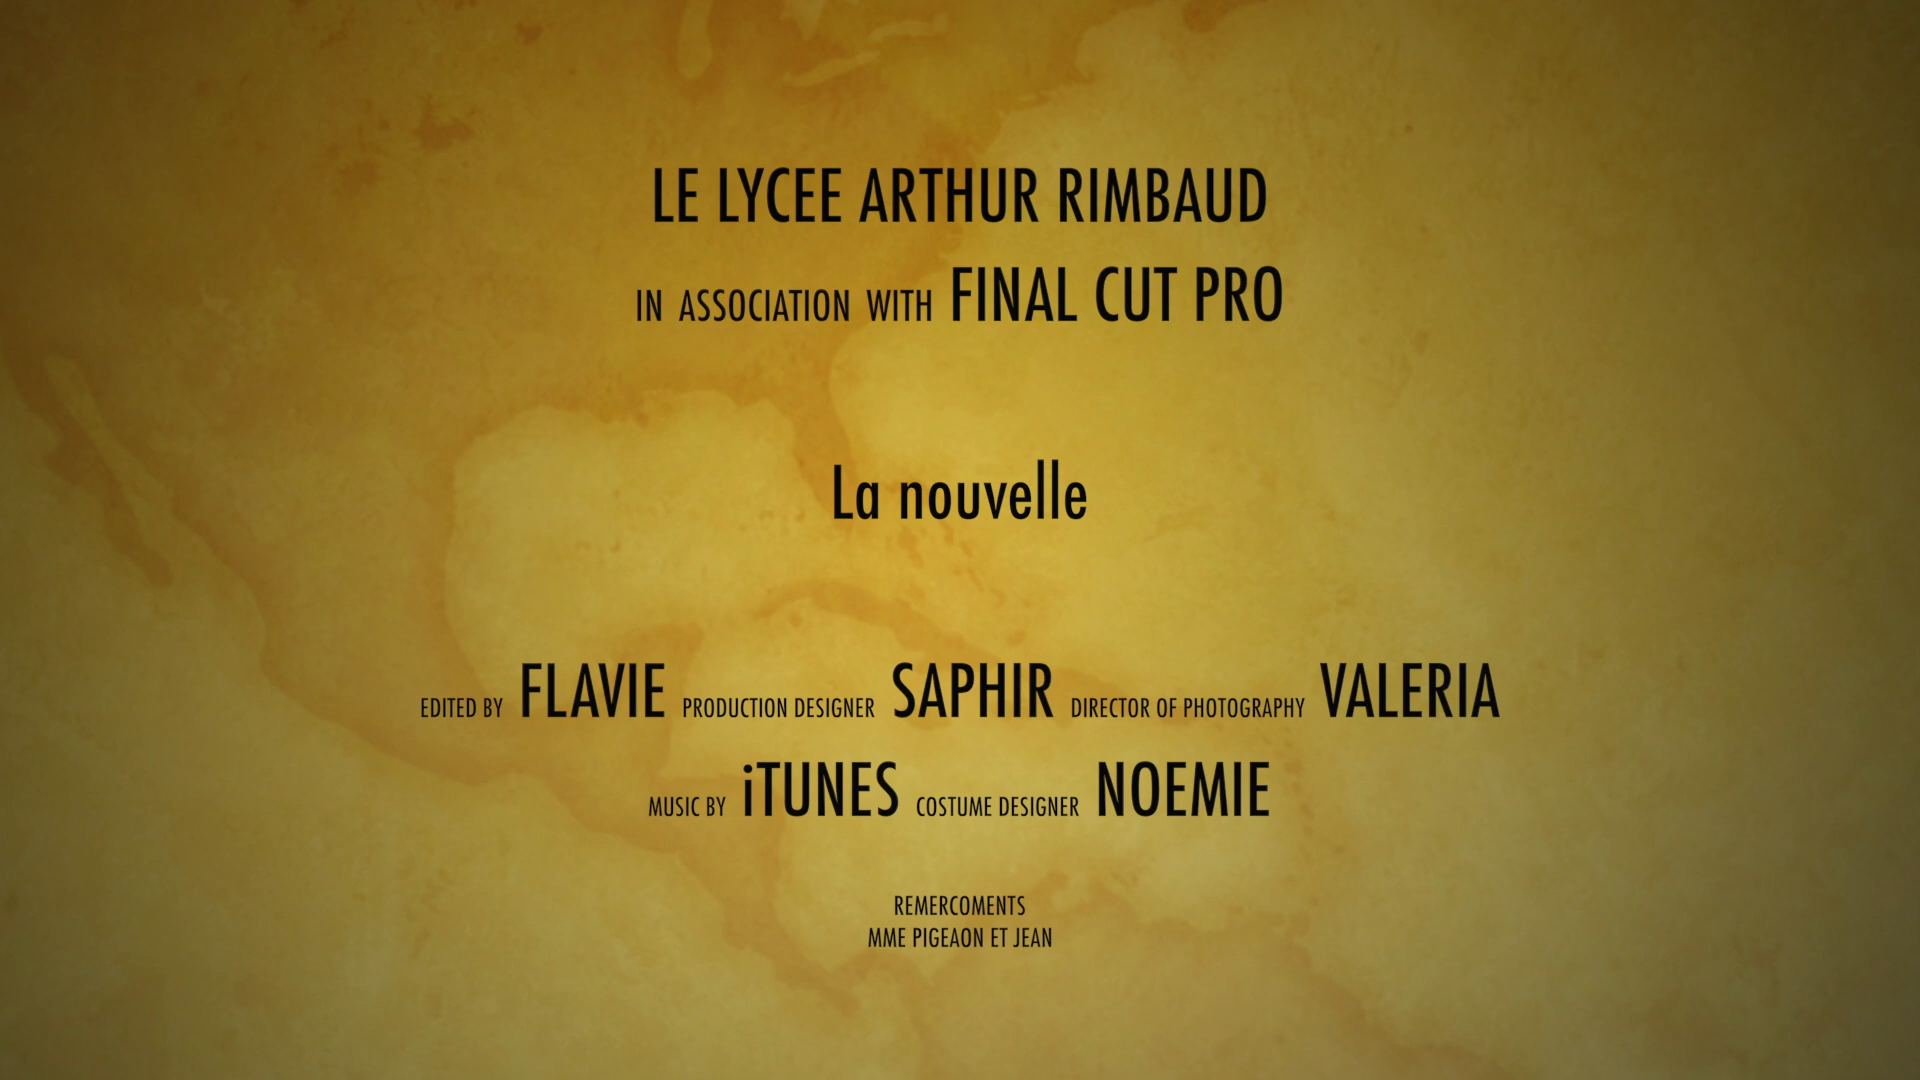 LE LYCEE ARTHUR RIMBAUD
IN ASSOCIATION WITH FINAL CUT PRO
La nouvelle
EDITED BY FLAVIE PRODUCTION DESIGNER SAPHIR DIRECTOR OF PHOTOGRAPHY VALERIA
MUSIC BY iTUNES COSTUME DESIGNER NOEMIE
REMERCOMENTS
MME PIGEAON ET JEAN